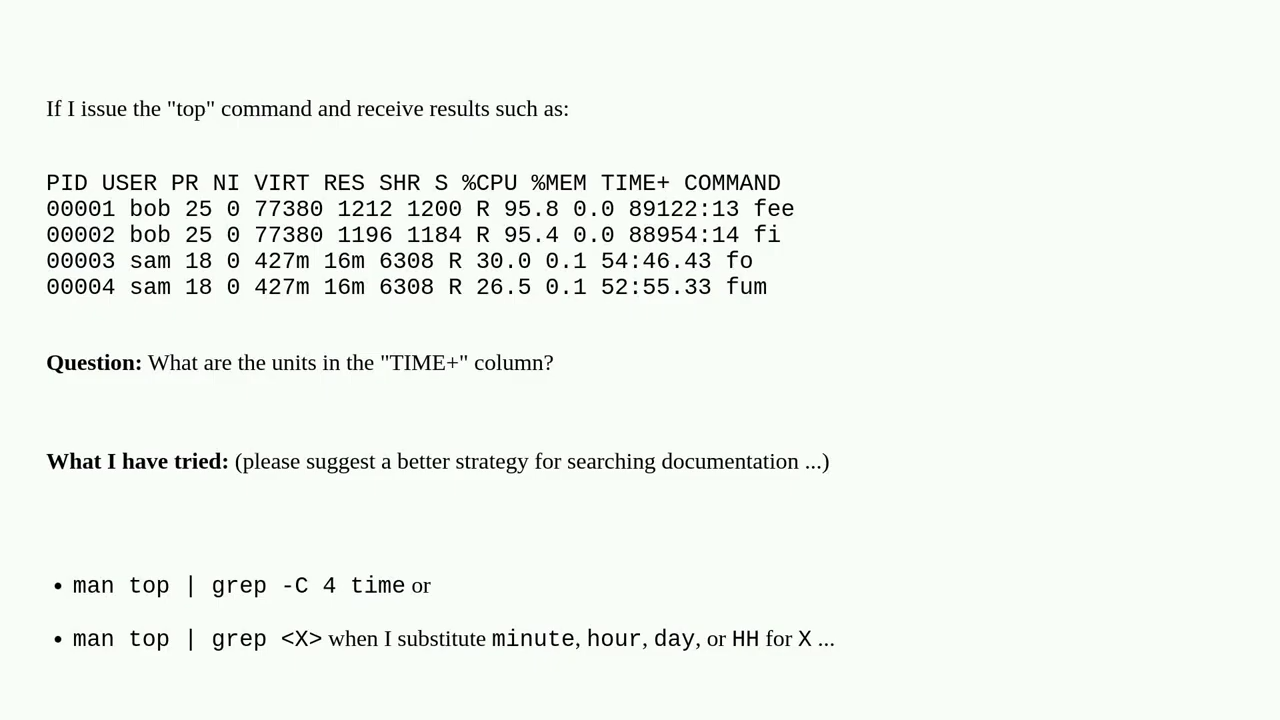 If I issue the "top" command and receive results such as:
PID USER PR NI VIRT RES SHR S %CPU %MEM TIME+ COMMAND
00001 bob 25 0 77380 1212 1200 R 95.8 0.0 89122:13 fee
00002 bob 25 0 77380 1196 1184 R 95.4 0.0 88954:14 fi
00003 sam 18 0 427m 16m 6308 R 30.0 0.1 54:46.43 fo
00004 sam 18 0 427m 16m 6308 R 26.5 0.1 52:55.33 fum
Question: What are the units in the "TIME+" column?
What I have tried: (please suggest a better strategy for searching documentation ...)
• man top | grep -C 4 time or
• man top | grep <X> when I substitute minute, hour, day, or HH for X ...